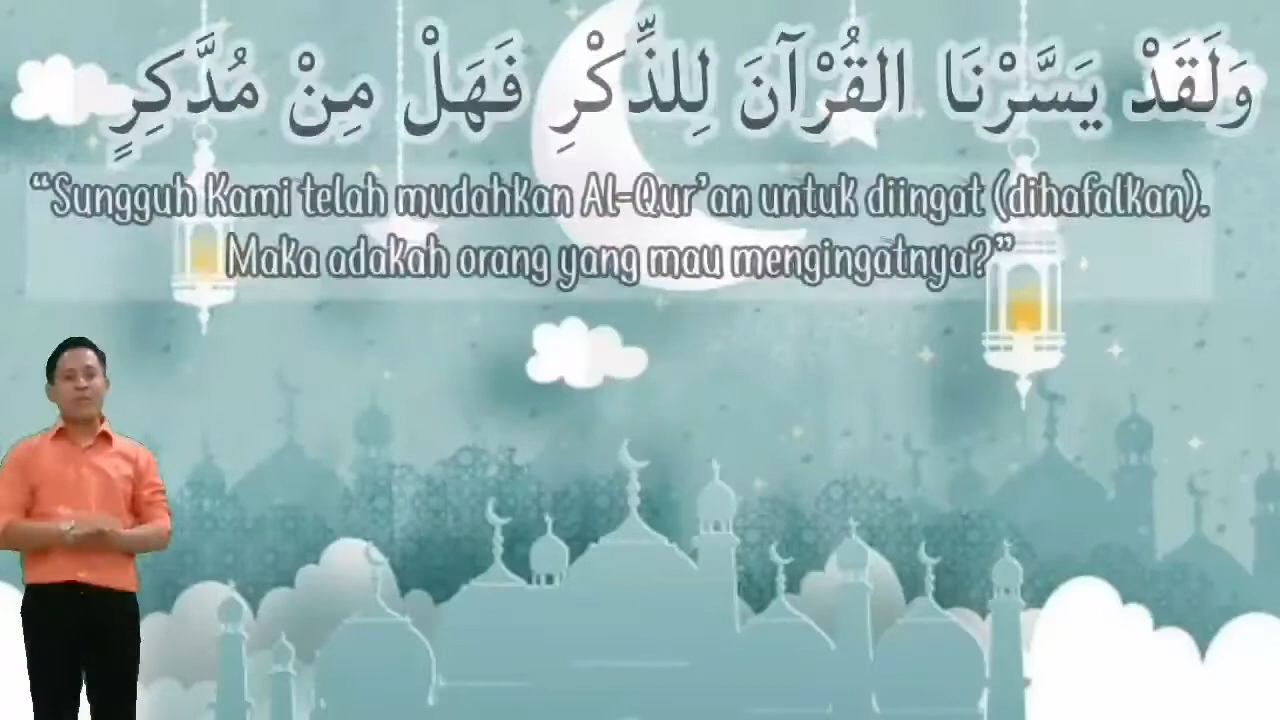 وَلَقَدْ يَسَّرْنَا الْقُرْآنَ لِلذِّكْرِ فَهَلْ مِنْ مُدَّكِرٍ
“Sungguh Kami telah mudahkan Al-Qur’an untuk diingat (dihafalkan).
Maka adakah orang yang mau mengingatnya?”